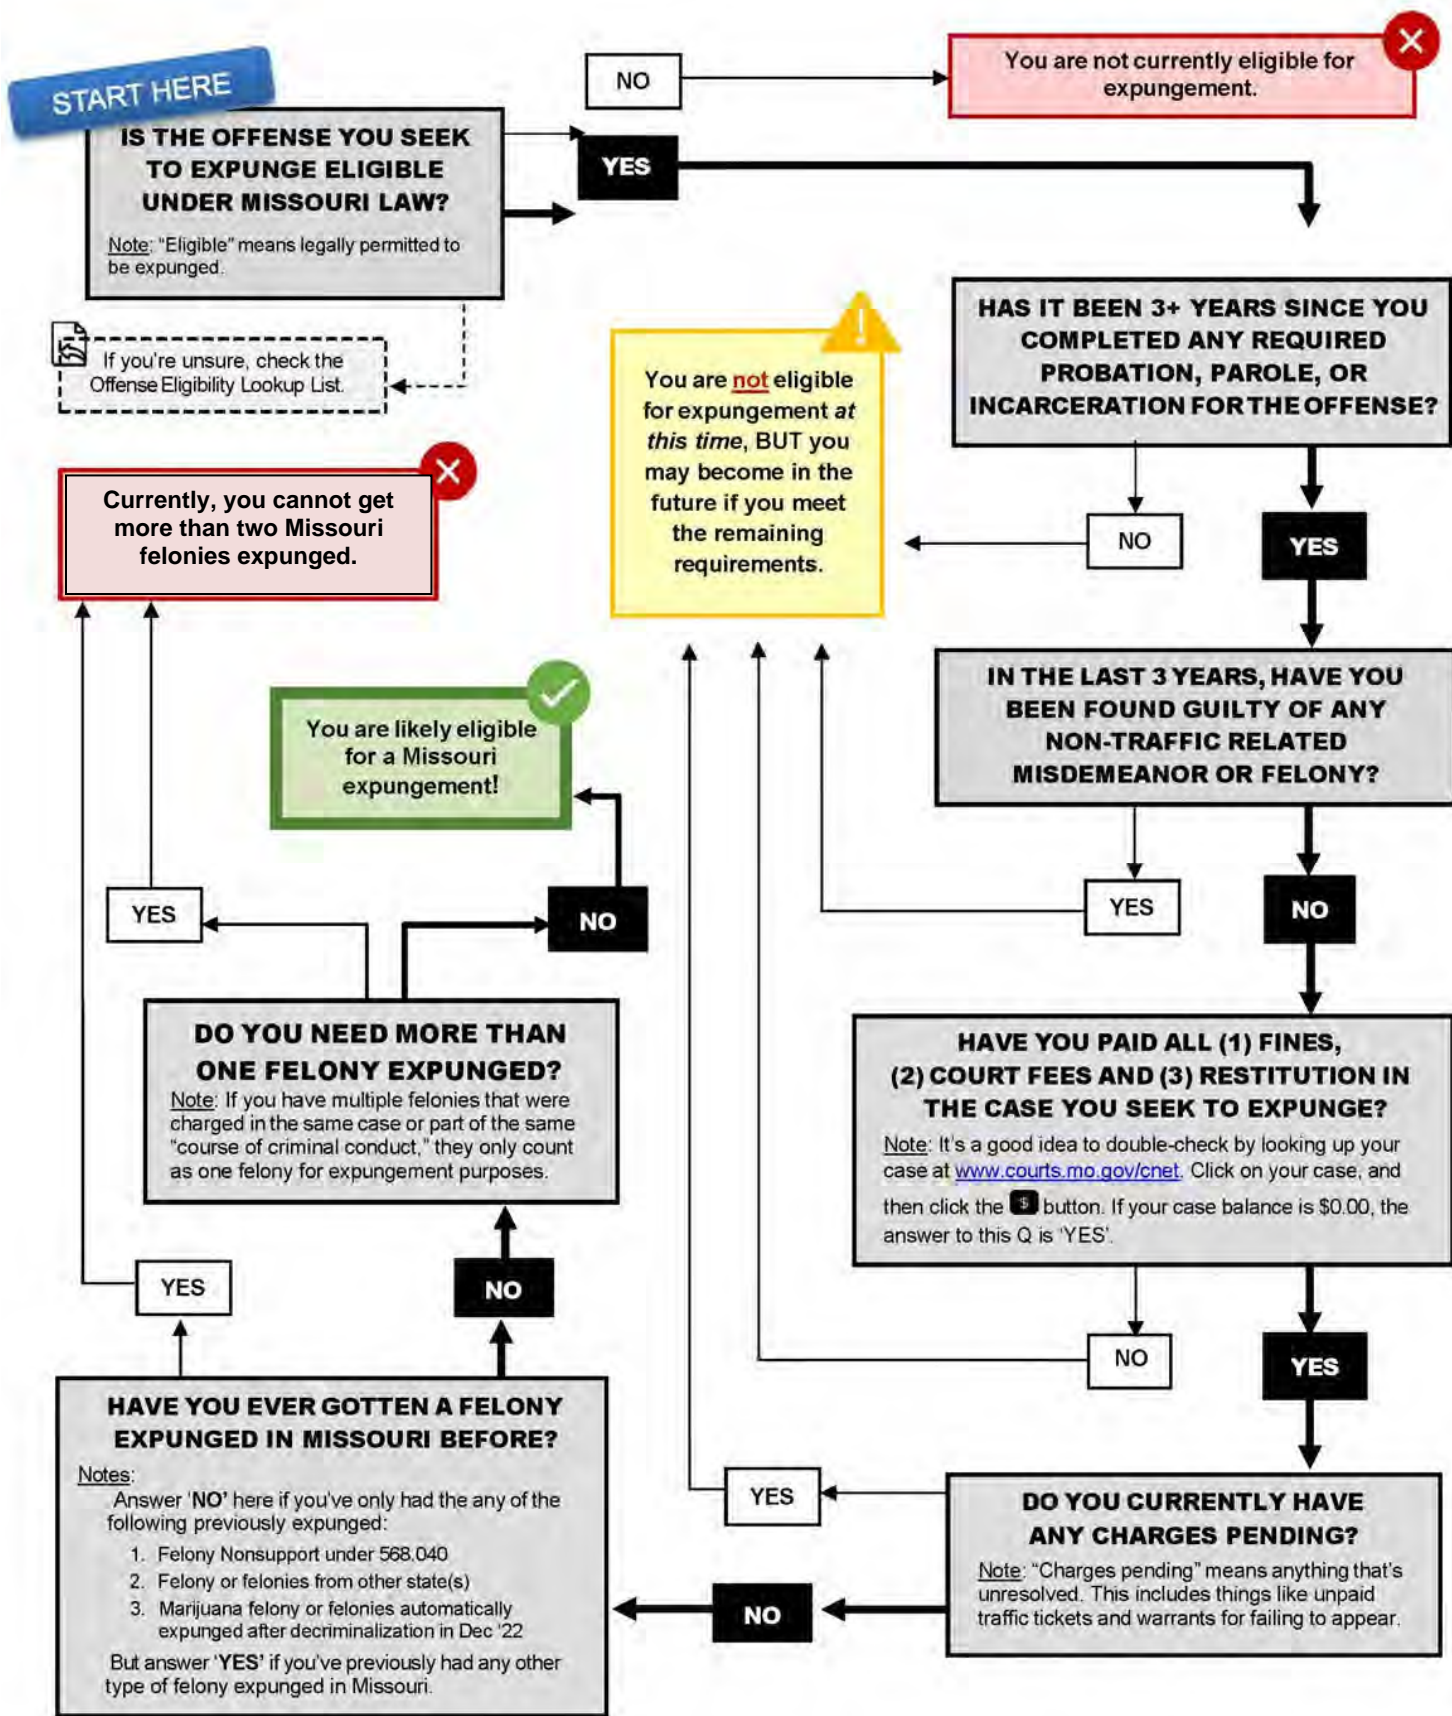 START HERE
IS THE OFFENSE YOU SEEK
TO EXPUNGE ELIGIBLE
UNDER MISSOURI LAW?
Note: “Eligible” means legally permitted to
be expunged.
If you're unsure, check the
Offense Eligibility Lookup List.
NO
You are not currently eligible for
expungement.
YES
HAS IT BEEN 3+ YEARS SINCE YOU
COMPLETED ANY REQUIRED
PROBATION, PAROLE, OR
INCARCERATION FOR THE OFFENSE?
NO
YES
You are not eligible
for expungement at
this time, BUT you
may become in the
future if you meet
the remaining
requirements.
IN THE LAST 3 YEARS, HAVE YOU
BEEN FOUND GUILTY OF ANY
NON-TRAFFIC RELATED
MISDEMEANOR OR FELONY?
YES
NO
HAVE YOU PAID ALL (1) FINES,
(2) COURT FEES AND (3) RESTITUTION IN
THE CASE YOU SEEK TO EXPUNGE?
Note: It's a good idea to double-check by looking up your
case at www.courts.mo.gov/cnet. Click on your case, and
then click the $ button. If your case balance is $0.00, the
answer to this Q is 'YES'.
NO
YES
DO YOU CURRENTLY HAVE
ANY CHARGES PENDING?
Note: “Charges pending” means anything that's
unresolved. This includes things like unpaid
traffic tickets and warrants for failing to appear.
YES
NO
HAVE YOU EVER GOTTEN A FELONY
EXPUNGED IN MISSOURI BEFORE?
Notes:
Answer 'NO' here if you've only had the any of the
following previously expunged:
1. Felony Nonsupport under 568.040
2. Felony or felonies from other state(s)
3. Marijuana felony or felonies automatically
expunged after decriminalization in Dec '22
But answer 'YES' if you've previously had any other
type of felony expunged in Missouri.
YES
NO
DO YOU NEED MORE THAN
ONE FELONY EXPUNGED?
Note: If you have multiple felonies that were
charged in the same case or part of the same
“course of criminal conduct,” they only count
as one felony for expungement purposes.
YES
NO
Currently, you cannot get
more than two Missouri
felonies expunged.
You are likely eligible
for a Missouri
expungement!